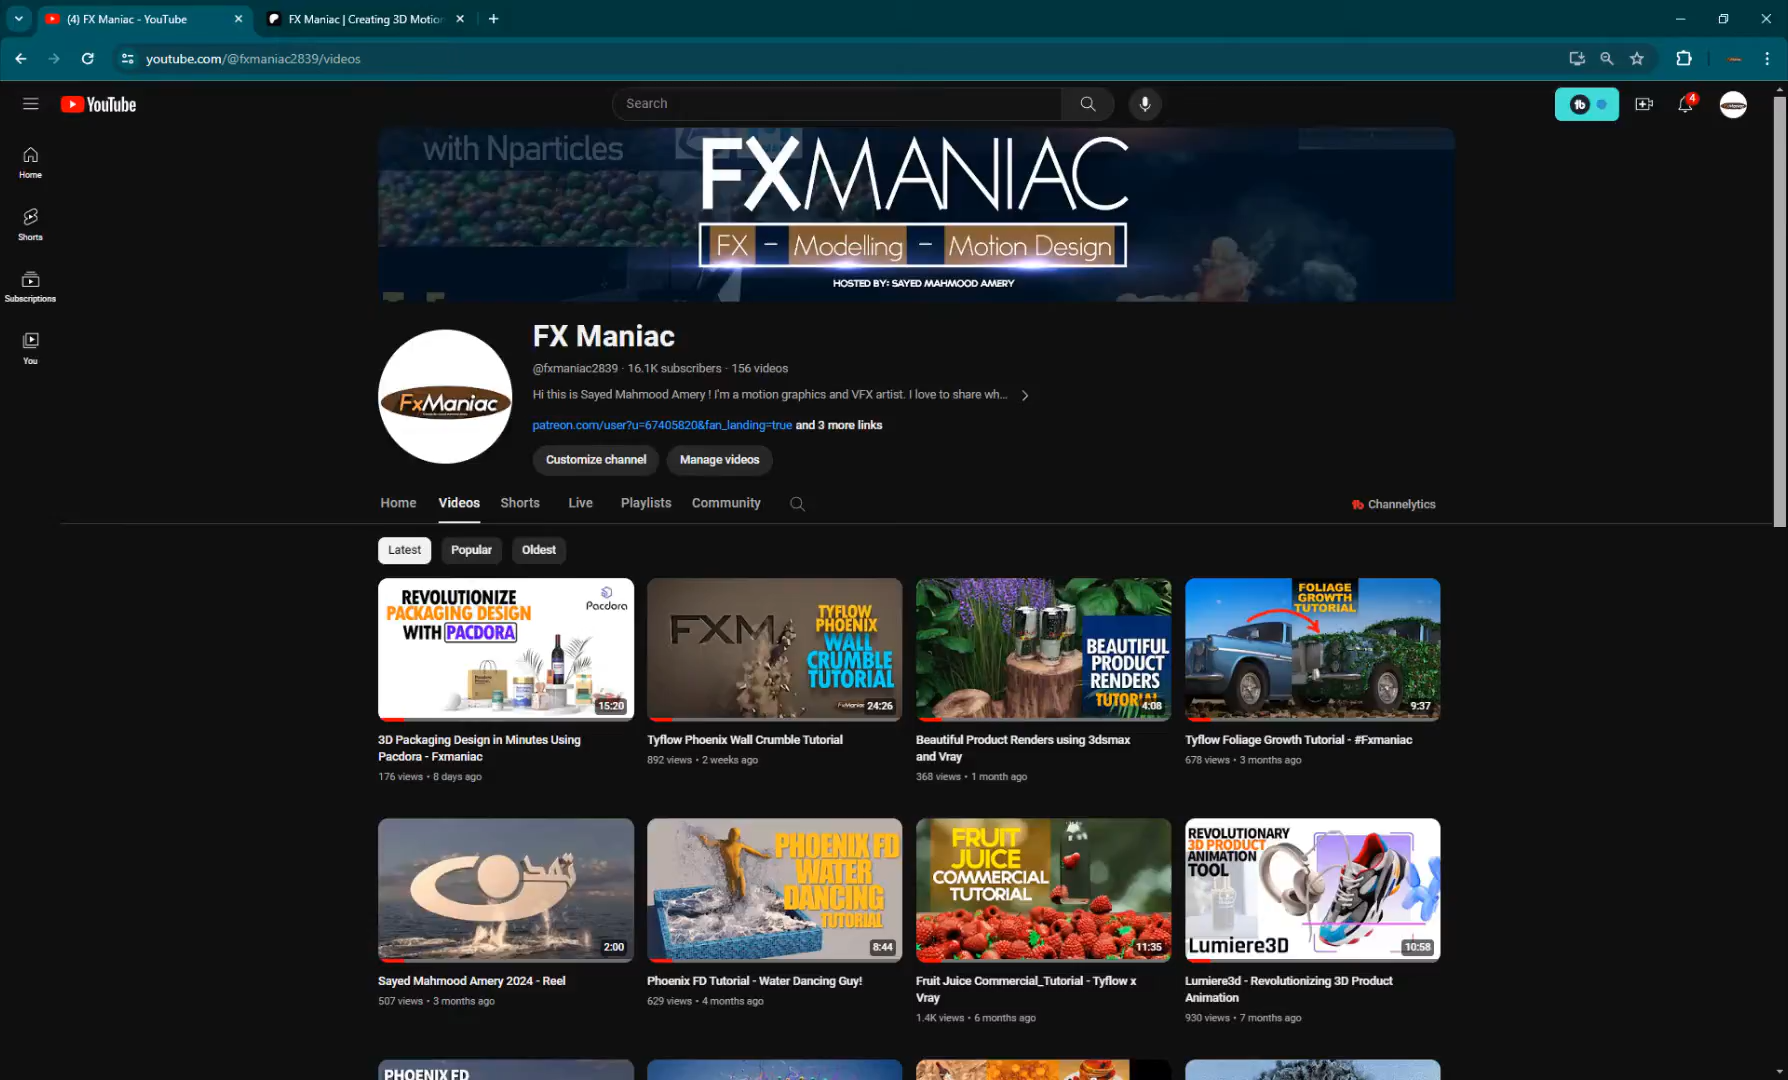 (4) FX Maniac - YouTube
FX Maniac | Creating 3D Motion
youtube.com/@fxmaniac2839/videos
YouTube
Search
4
Home
Shorts
Subscriptions
You
with Nparticles
FXMANIAC
FX - Modelling - Motion Design
HOSTED BY: SAYED MAHMOOD AMERY
FxManiac
FX Maniac
@fxmaniac2839 · 16.1K subscribers · 156 videos
Hi this is Sayed Mahmood Amery ! I'm a motion graphics and VFX artist. I love to share wh...
patreon.com/user?u=67405820&fan_landing=true and 3 more links
Customize channel
Manage videos
Home
Videos
Shorts
Live
Playlists
Community
Channelytics
Latest
Popular
Oldest
REVOLUTIONIZE
PACKAGING DESIGN
WITH PACDORA
Pacdora
15:20
3D Packaging Design in Minutes Using
Pacdora - Fxmaniac
176 views • 8 days ago
FXM
TYFLOW
PHOENIX
WALL
CRUMBLE
TUTORIAL
FxManiac
24:26
Tyflow Phoenix Wall Crumble Tutorial
892 views • 2 weeks ago
BEAUTIFUL
PRODUCT
RENDERS
TUTORIAL
4:08
Beautiful Product Renders using 3dsmax
and Vray
368 views • 1 month ago
FOLIAGE
GROWTH
TUTORIAL
9:37
Tyflow Foliage Growth Tutorial - #Fxmaniac
678 views • 3 months ago
2:00
Sayed Mahmood Amery 2024 - Reel
507 views • 3 months ago
PHOENIX FD
WATER
DANCING
TUTORIAL
8:44
Phoenix FD Tutorial - Water Dancing Guy!
629 views • 4 months ago
FRUIT
JUICE
COMMERCIAL
TUTORIAL
11:35
Fruit Juice Commercial_Tutorial - Tyflow x
Vray
1.4K views • 6 months ago
REVOLUTIONARY
3D PRODUCT
ANIMATION
TOOL
Lumiere3D
10:58
Lumiere3d - Revolutionizing 3D Product
Animation
930 views • 7 months ago
PHOENIX FD